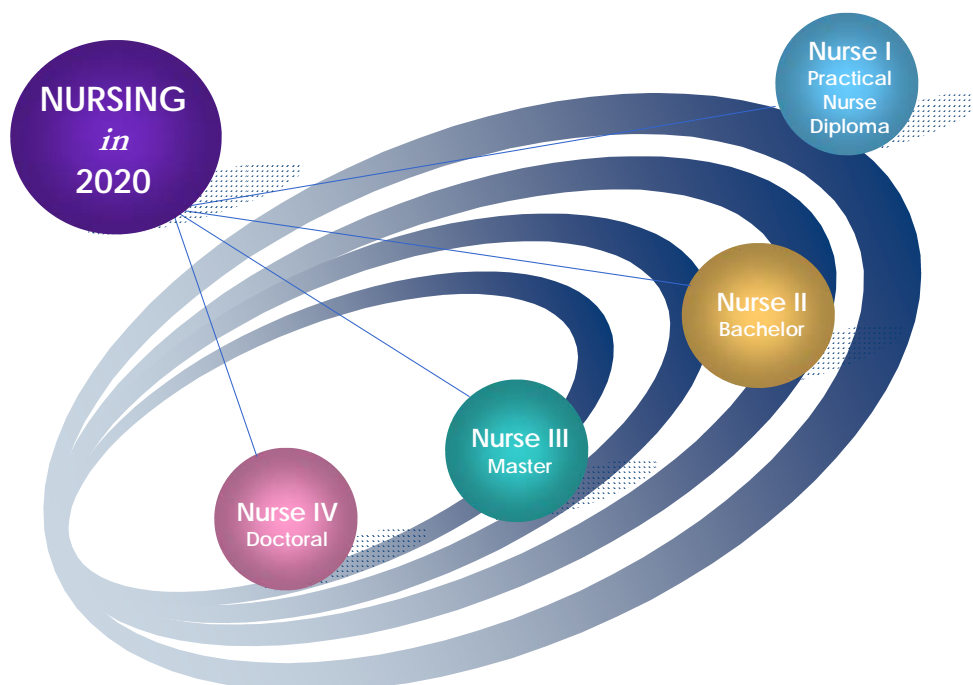 NURSING
in
2020
Nurse I
Practical
Nurse
Diploma
Nurse II
Bachelor
Nurse III
Master
Nurse IV
Doctoral